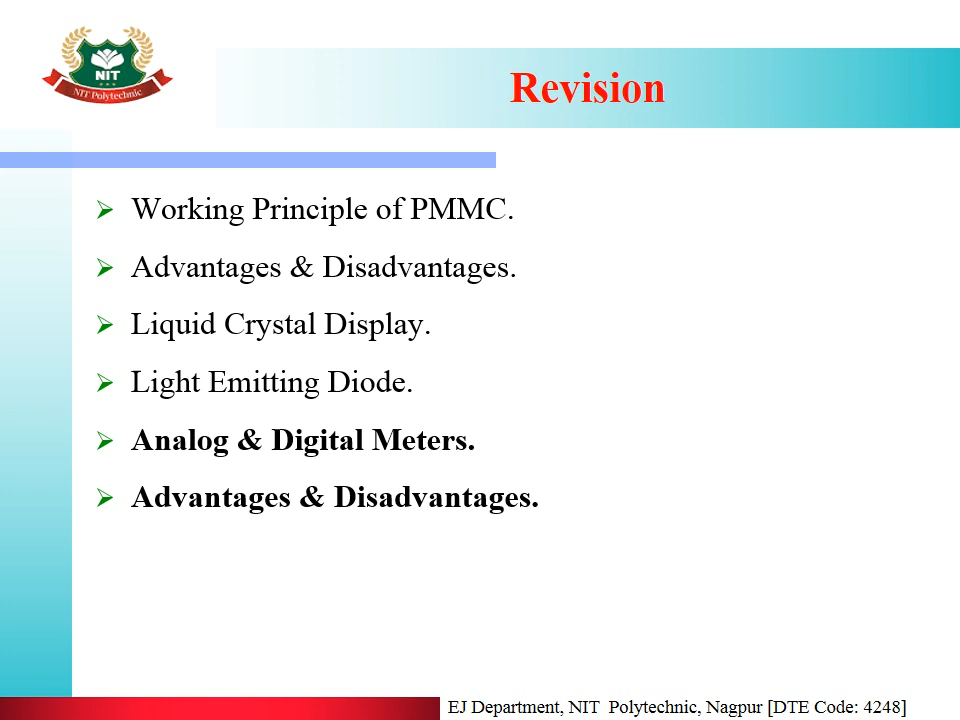 NIT
NIT Polytechnic
Revision
Working Principle of PMMC.
Advantages & Disadvantages.
Liquid Crystal Display.
Light Emitting Diode.
Analog & Digital Meters.
Advantages & Disadvantages.
EJ Department, NIT Polytechnic, Nagpur [DTE Code: 4248]